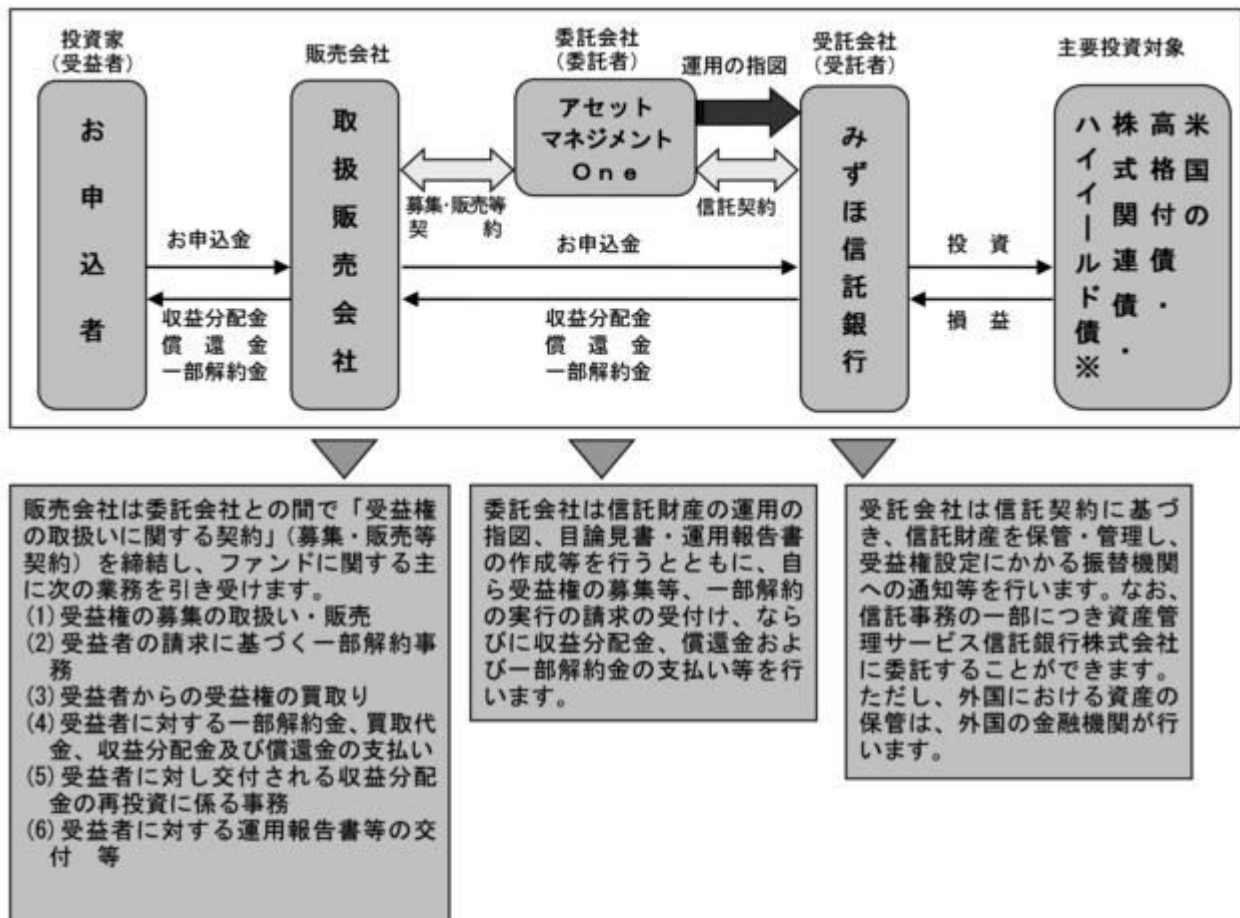 投資家
（受益者）
お申込者
販売会社
取扱販売会社
委託会社
（委託者）
アセット
マネジメント
Ｏｎｅ
運用の指図
受託会社
（受託者）
みずほ信託銀行
主要投資対象
米国の
高格付債・
株式関連債・
ハイイールド債※
募集・販売等
契　約
信託契約
お申込金
収益分配金
償　還　金
一部解約金
お申込金
収益分配金
償　還　金
一部解約金
投　資
損　益
販売会社は委託会社との間で「受益権
の取扱いに関する契約」（募集・販売等
契約）を締結し、ファンドに関する主
に次の業務を引き受けます。
(1)受益権の募集の取扱い・販売
(2)受益者の請求に基づく一部解約事
務
(3)受益者からの受益権の買取り
(4)受益者に対する一部解約金、買取代
金、収益分配金及び償還金の支払い
(5)受益者に対し交付される収益分配
金の再投資に係る事務
(6)受益者に対する運用報告書等の交
付　等
委託会社は信託財産の運用の
指図、目論見書・運用報告書
の作成等を行うとともに、自
ら受益権の募集等、一部解約
の実行の請求の受付け、なら
びに収益分配金、償還金およ
び一部解約金の支払い等を行
います。
受託会社は信託契約に基づ
き、信託財産を保管・管理し、
受益権設定にかかる振替機関
への通知等を行います。なお、
信託事務の一部につき資産管
理サービス信託銀行株式会社
に委託することができます。
ただし、外国における資産の
保管は、外国の金融機関が行
います。